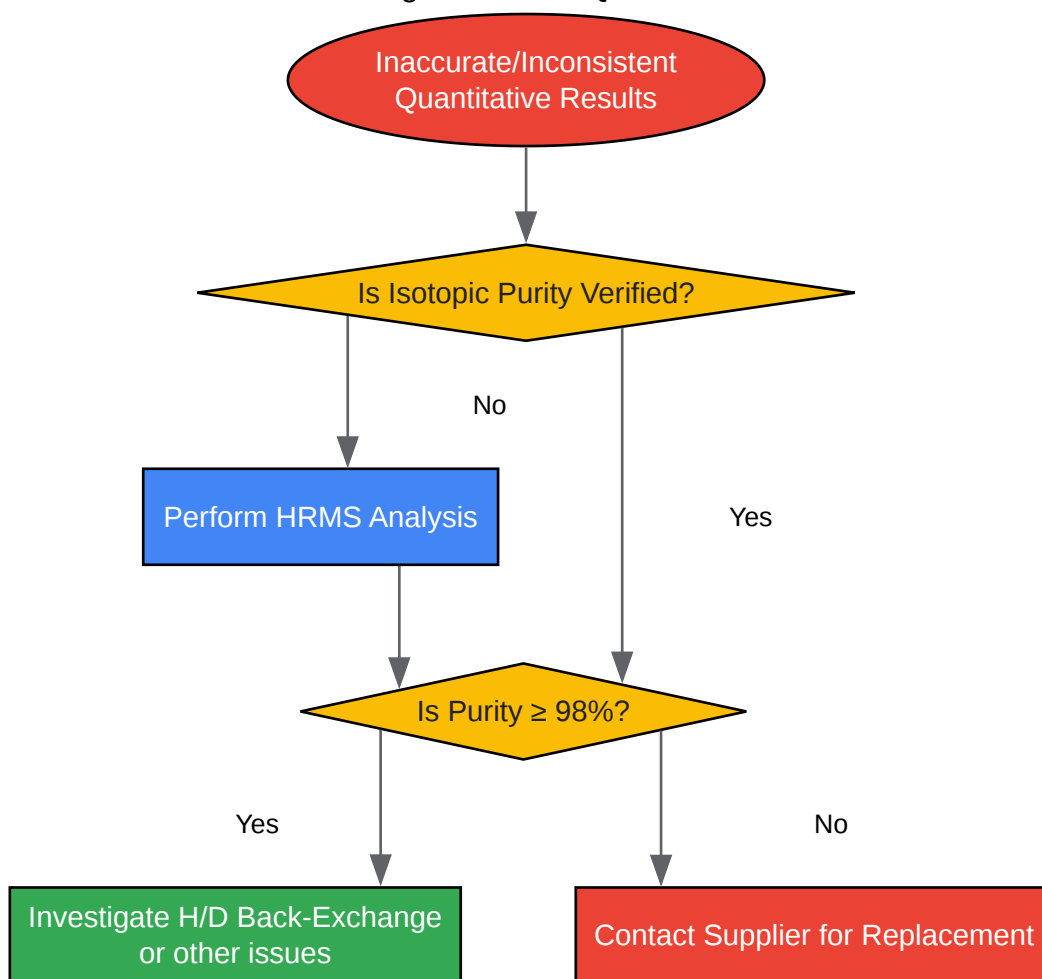 Inaccurate/Inconsistent
Quantitative Results
Is Isotopic Purity Verified?
No
Perform HRMS Analysis
Yes
Is Purity ≥ 98%?
Yes
No
Investigate H/D Back-Exchange
or other issues
Contact Supplier for Replacement